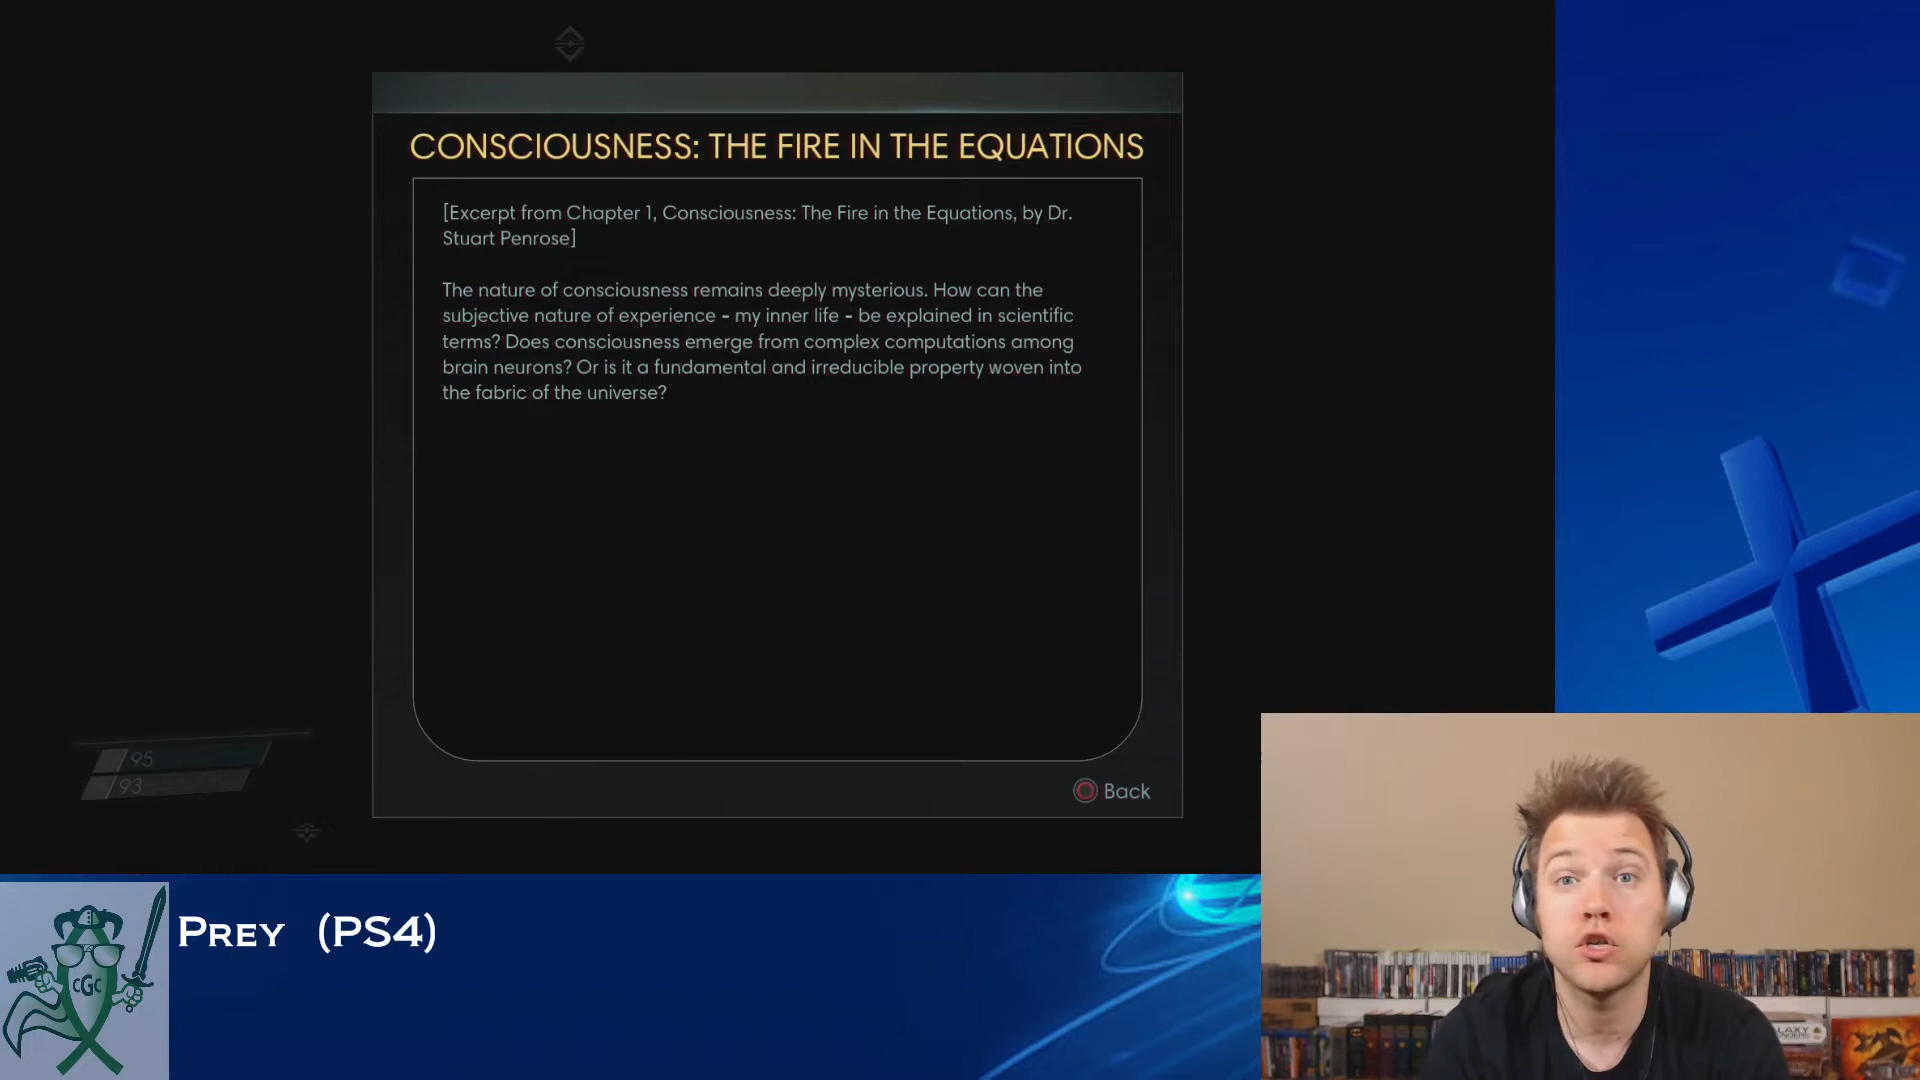 CONSCIOUSNESS: THE FIRE IN THE EQUATIONS
[Excerpt from Chapter 1, Consciousness: The Fire in the Equations, by Dr.
Stuart Penrose]
The nature of consciousness remains deeply mysterious. How can the
subjective nature of experience - my inner life - be explained in scientific
terms? Does consciousness emerge from complex computations among
brain neurons? Or is it a fundamental and irreducible property woven into
the fabric of the universe?
95
93
Back
Prey (PS4)
CGC